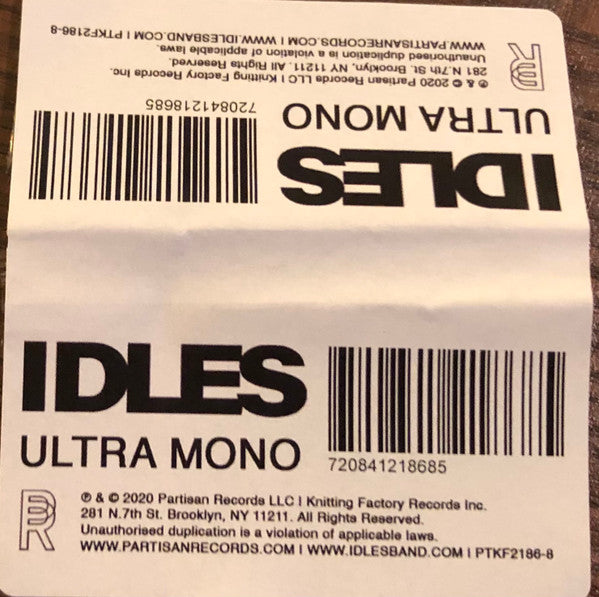 WWW.PARTISANRECORDS.COM | WWW.IDLESBAND.COM | PTKF2186-8
Unauthorised duplication is a violation of applicable laws.
281 N.7th St. Brooklyn, NY 11211. All Rights Reserved.
℗ & © 2020 Partisan Records LLC | Knitting Factory Records Inc.
720841218685
ULTRA MONO
IDLES
IDLES
ULTRA MONO
720841218685
℗ & © 2020 Partisan Records LLC | Knitting Factory Records Inc.
281 N.7th St. Brooklyn, NY 11211. All Rights Reserved.
Unauthorised duplication is a violation of applicable laws.
WWW.PARTISANRECORDS.COM | WWW.IDLESBAND.COM | PTKF2186-8